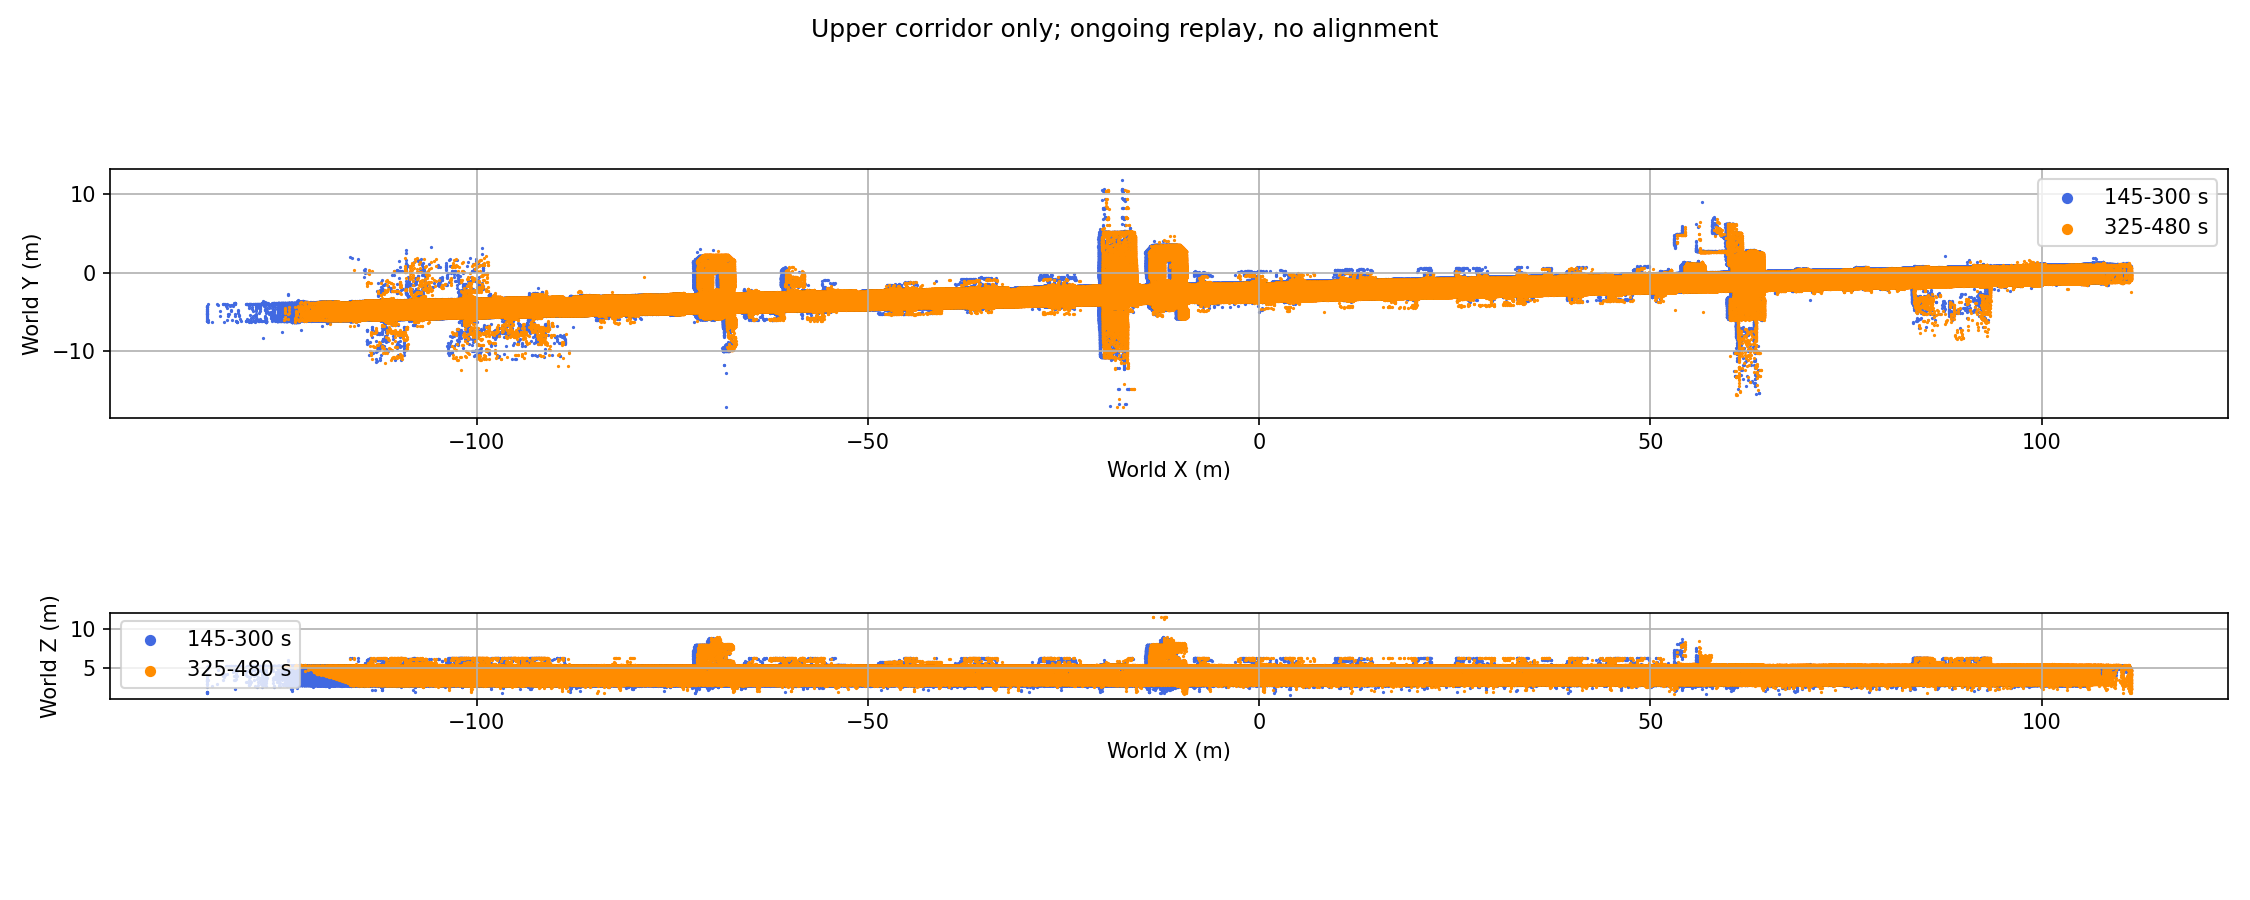 Upper corridor only; ongoing replay, no alignment
World Y (m)
10
0
−10
145-300 s
325-480 s
−100
−50
0
50
100
World X (m)
World Z (m)
10
5
145-300 s
325-480 s
−100
−50
0
50
100
World X (m)